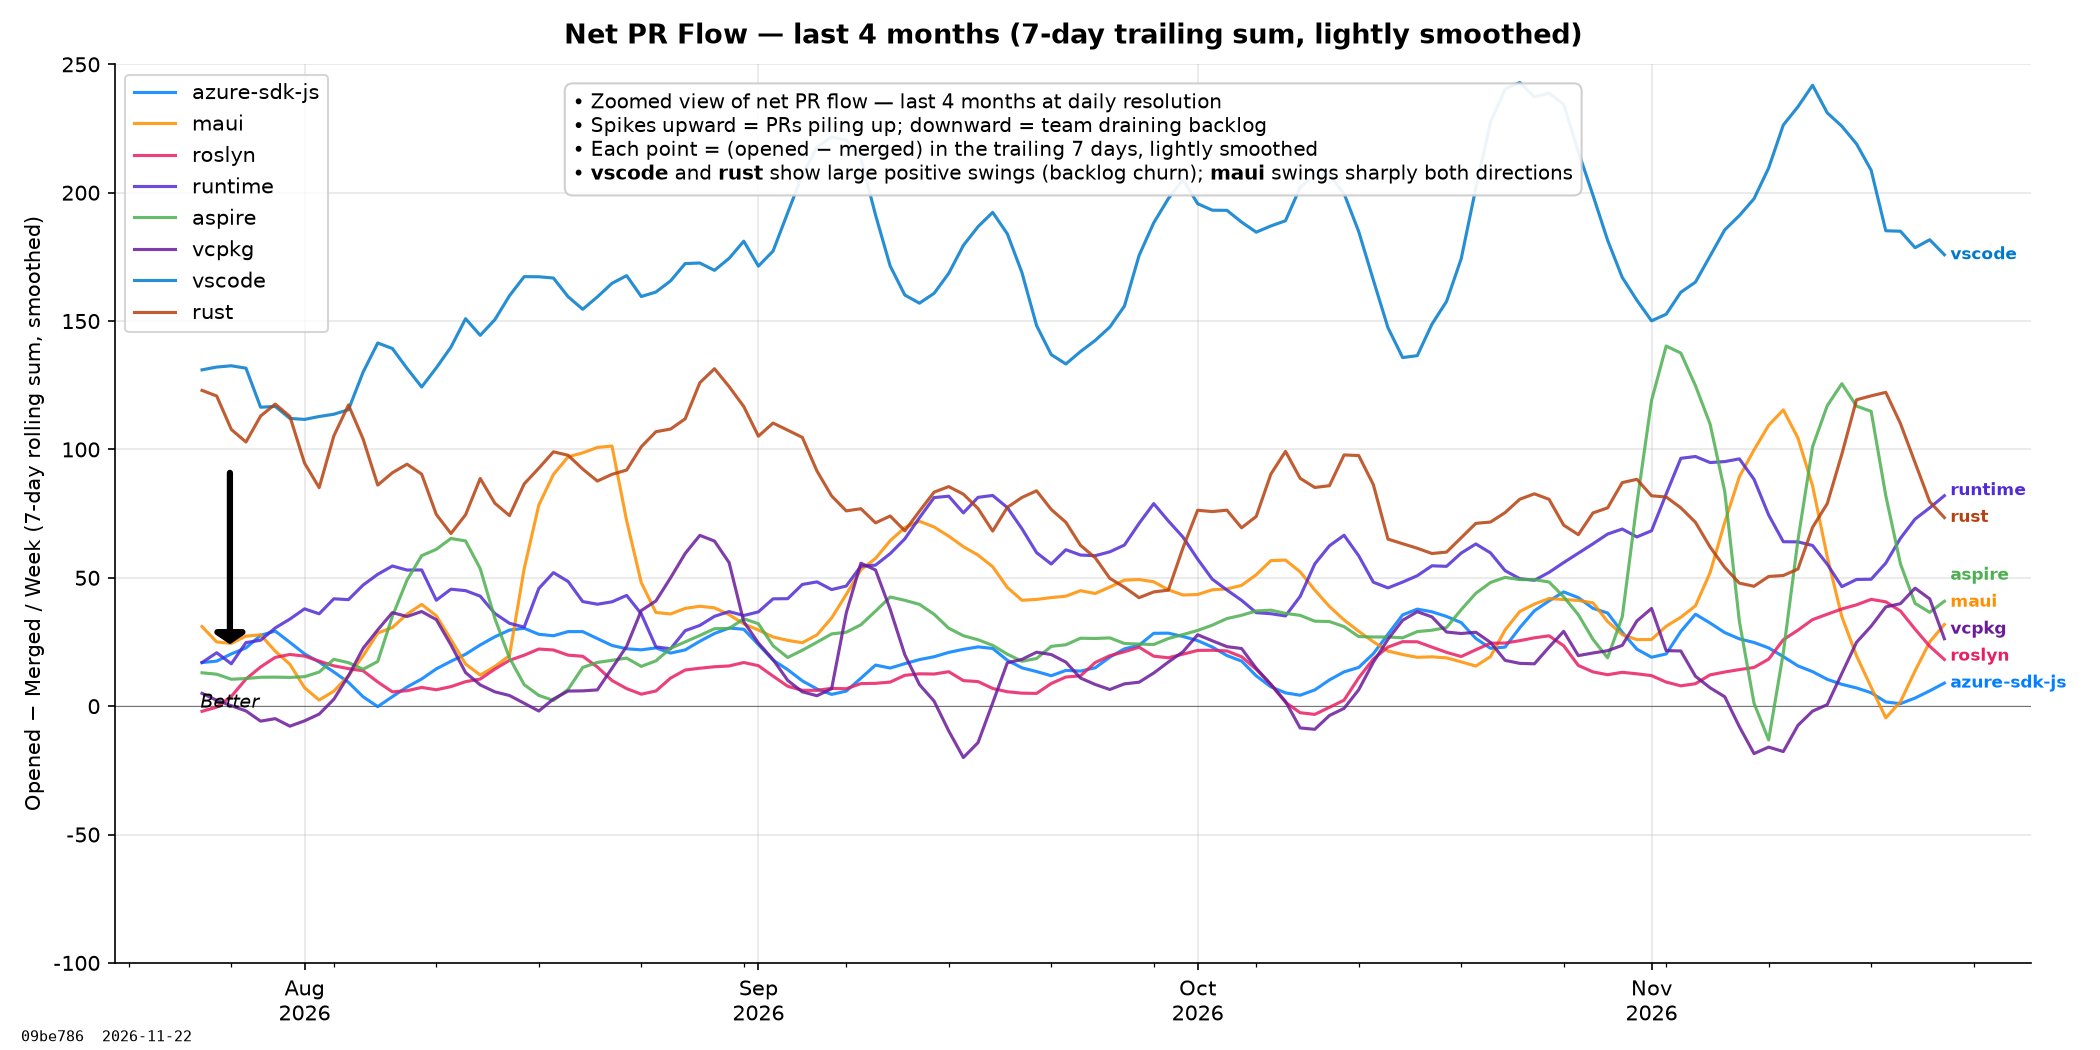 Net PR Flow — last 4 months (7-day trailing sum, lightly smoothed)
Opened − Merged / Week (7-day rolling sum, smoothed)
250
200
150
100
50
0
-50
-100
azure-sdk-js
maui
roslyn
runtime
aspire
vcpkg
vscode
rust
• Zoomed view of net PR flow — last 4 months at daily resolution
• Spikes upward = PRs piling up; downward = team draining backlog
• Each point = (opened − merged) in the trailing 7 days, lightly smoothed
• vscode and rust show large positive swings (backlog churn); maui swings sharply both directions
Better
vscode
runtime
rust
aspire
maui
vcpkg
roslyn
azure-sdk-js
Aug
2026
Sep
2026
Oct
2026
Nov
2026
09be786  2026-11-22